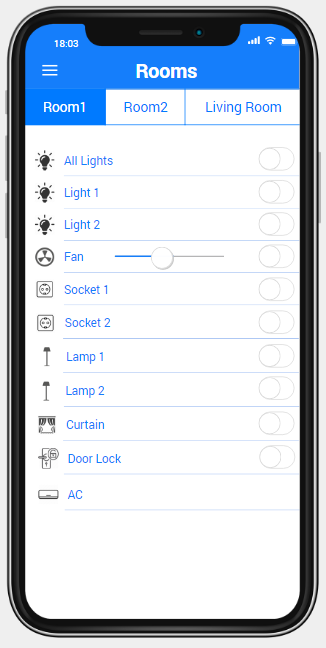 18:03
Rooms
Room1 Room2 Living Room
All Lights
Light 1
Light 2
Fan
Socket 1
Socket 2
Lamp 1
Lamp 2
Curtain
Door Lock
AC